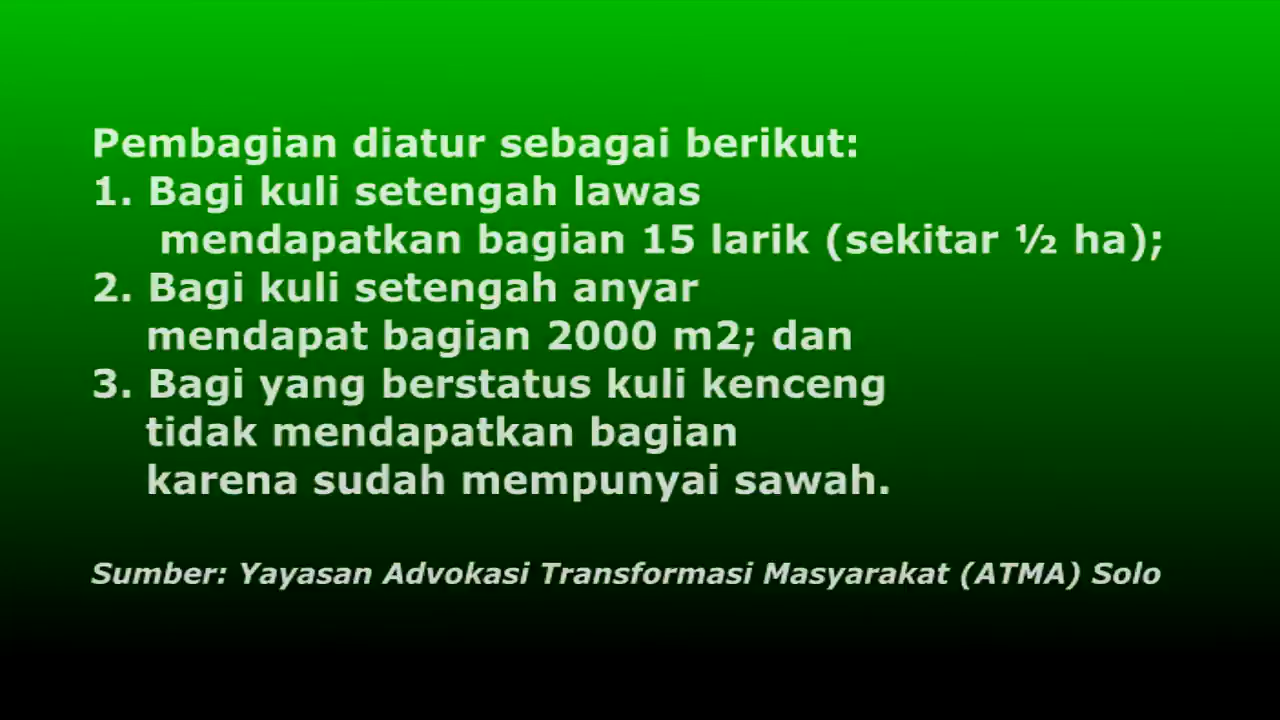 Pembagian diatur sebagai berikut:
1. Bagi kuli setengah lawas
mendapatkan bagian 15 larik (sekitar ½ ha);
2. Bagi kuli setengah anyar
mendapat bagian 2000 m2; dan
3. Bagi yang berstatus kuli kenceng
tidak mendapatkan bagian
karena sudah mempunyai sawah.
Sumber: Yayasan Advokasi Transformasi Masyarakat (ATMA) Solo